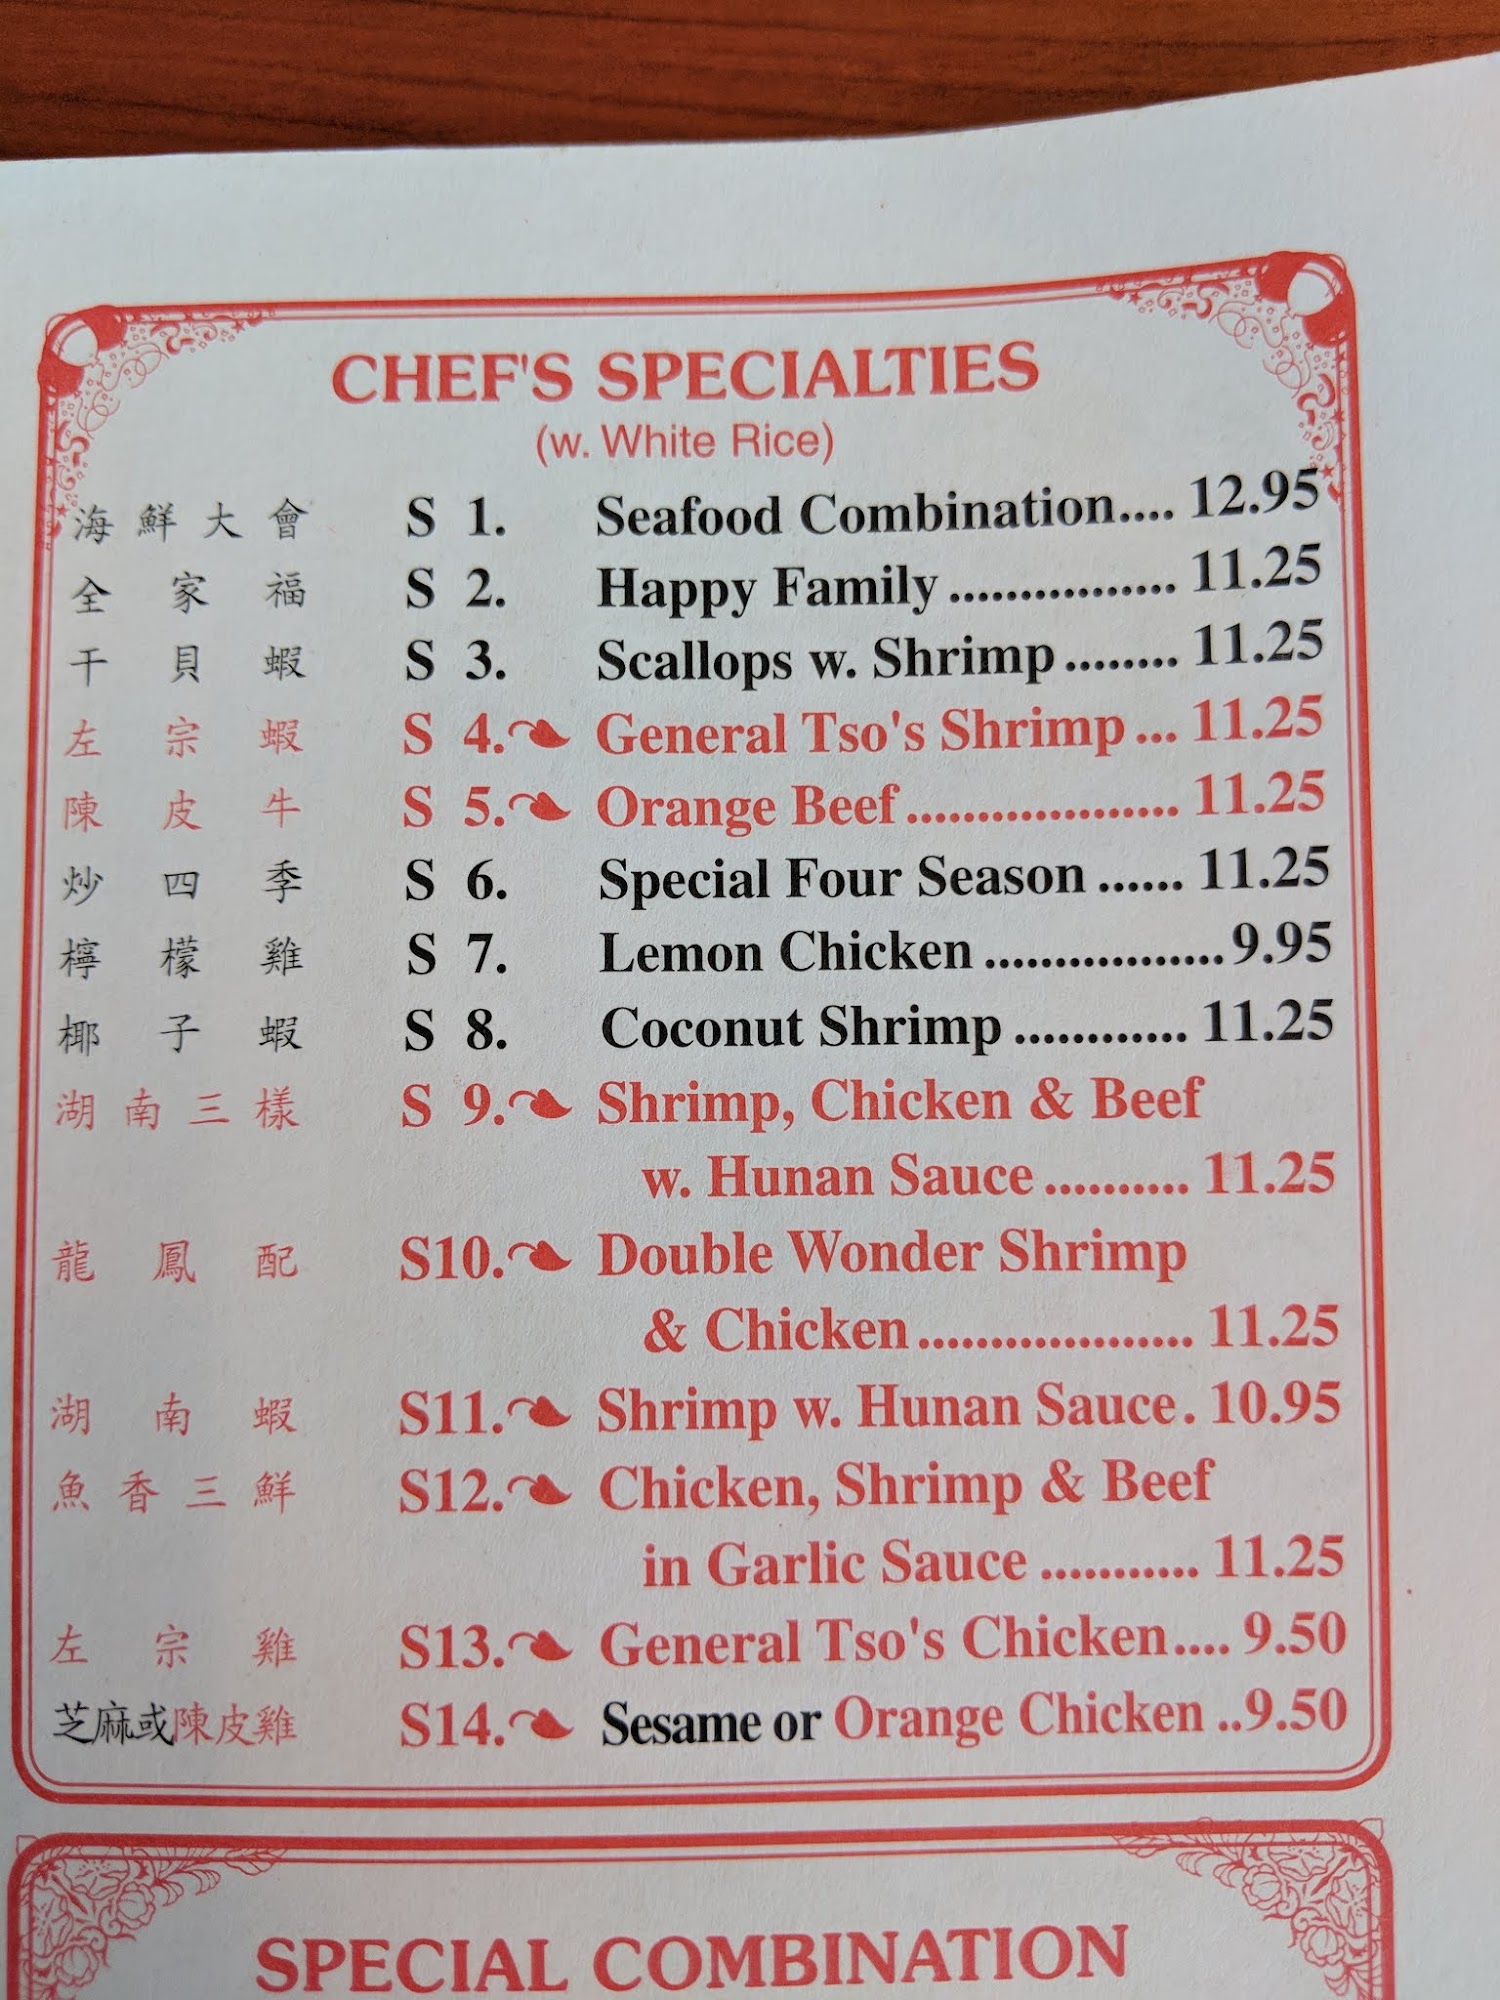 CHEF'S SPECIALTIES
(w. White Rice)
海鮮大會 S 1. Seafood Combination.... 12.95
全家福 S 2. Happy Family ................ 11.25
干貝蝦 S 3. Scallops w. Shrimp ........ 11.25
左宗蝦 S 4. General Tso's Shrimp ... 11.25
陳皮牛 S 5. Orange Beef ................... 11.25
炒四季 S 6. Special Four Season ...... 11.25
檸檬雞 S 7. Lemon Chicken .................9.95
椰子蝦 S 8. Coconut Shrimp ............ 11.25
湖南三樣 S 9. Shrimp, Chicken & Beef
w. Hunan Sauce .......... 11.25
龍鳳配 S10. Double Wonder Shrimp
& Chicken ................... 11.25
湖南蝦 S11. Shrimp w. Hunan Sauce . 10.95
魚香三鮮 S12. Chicken, Shrimp & Beef
in Garlic Sauce ........... 11.25
左宗雞 S13. General Tso's Chicken.... 9.50
芝麻或陳皮雞 S14. Sesame or Orange Chicken ..9.50
SPECIAL COMBINATION